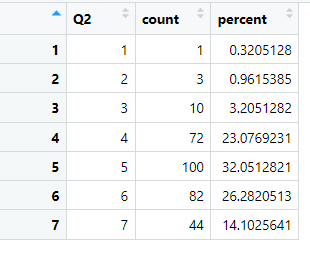 Q2 count percent
1 1 1 0.3205128
2 2 3 0.9615385
3 3 10 3.2051282
4 4 72 23.0769231
5 5 100 32.0512821
6 6 82 26.2820513
7 7 44 14.1025641